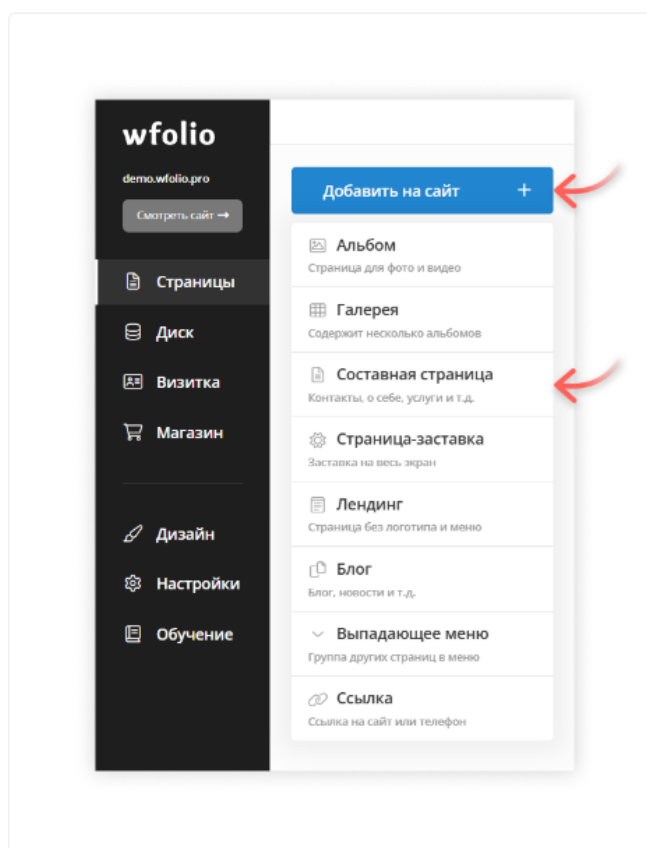 wfolio
demo.wfolio.pro
Смотреть сайт →
Страницы
Диск
Визитка
Магазин
Дизайн
Настройки
Обучение
Добавить на сайт +
Альбом
Страница для фото и видео
Галерея
Содержит несколько альбомов
Составная страница
Контакты, о себе, услуги и т.д.
Страница-заставка
Заставка на весь экран
Лендинг
Страница без логотипа и меню
Блог
Блог, новости и т.д.
Выпадающее меню
Группа других страниц в меню
Ссылка
Ссылка на сайт или телефон